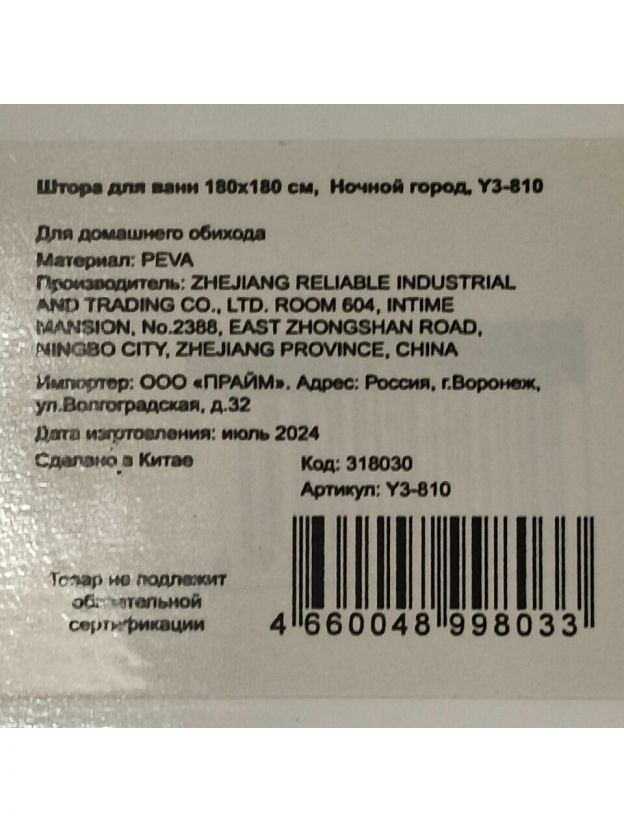 Штора для ванн 180х180 см, Ночной город, Y3-810
Для домашнего обихода
Материал: PEVA
Производитель: ZHEJIANG RELIABLE INDUSTRIAL
AND TRADING CO., LTD. ROOM 604, INTIME
MANSION, No.2388, EAST ZHONGSHAN ROAD,
NINGBO CITY, ZHEJIANG PROVINCE, CHINA
Импортер: ООО «ПРАЙМ». Адрес: Россия, г.Воронеж,
ул.Волгоградская, д.32
Дата изготовления: июль 2024
Сделано в Китае
Код: 318030
Артикул: Y3-810
Товар не подлежит
обязательной
сертификации
4 660048 998033